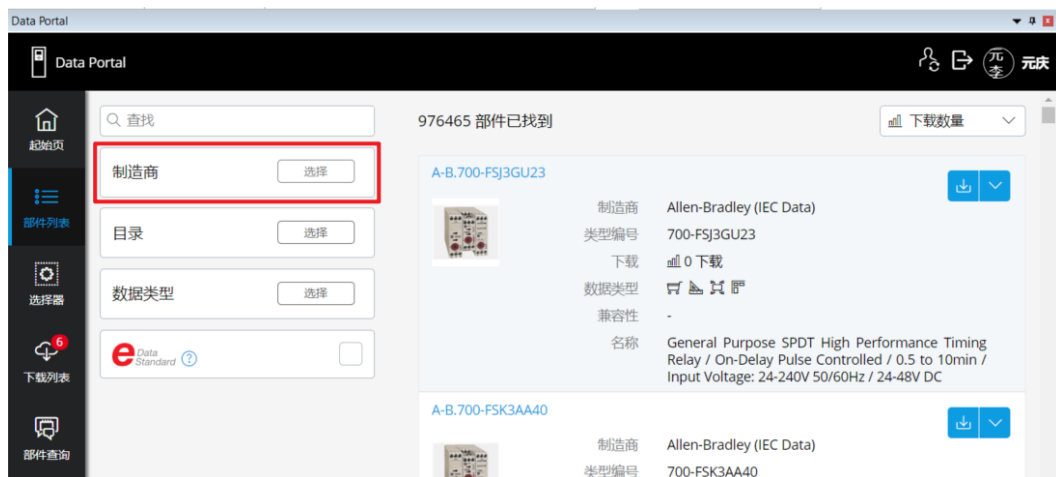 Data Portal
Data Portal
元李
元庆
起始页
部件列表
选择器
6
下载列表
部件查询
查找
制造商 选择
目录 选择
数据类型 选择
e Data Standard ?
976465 部件已找到
下载数量
A-B.700-FSJ3GU23
制造商 Allen-Bradley (IEC Data)
类型编号 700-FSJ3GU23
下载 0 下载
数据类型
兼容性 -
名称 General Purpose SPDT High Performance Timing
Relay / On-Delay Pulse Controlled / 0.5 to 10min /
Input Voltage: 24-240V 50/60Hz / 24-48V DC
A-B.700-FSK3AA40
制造商 Allen-Bradley (IEC Data)
类型编号 700-FSK3AA40